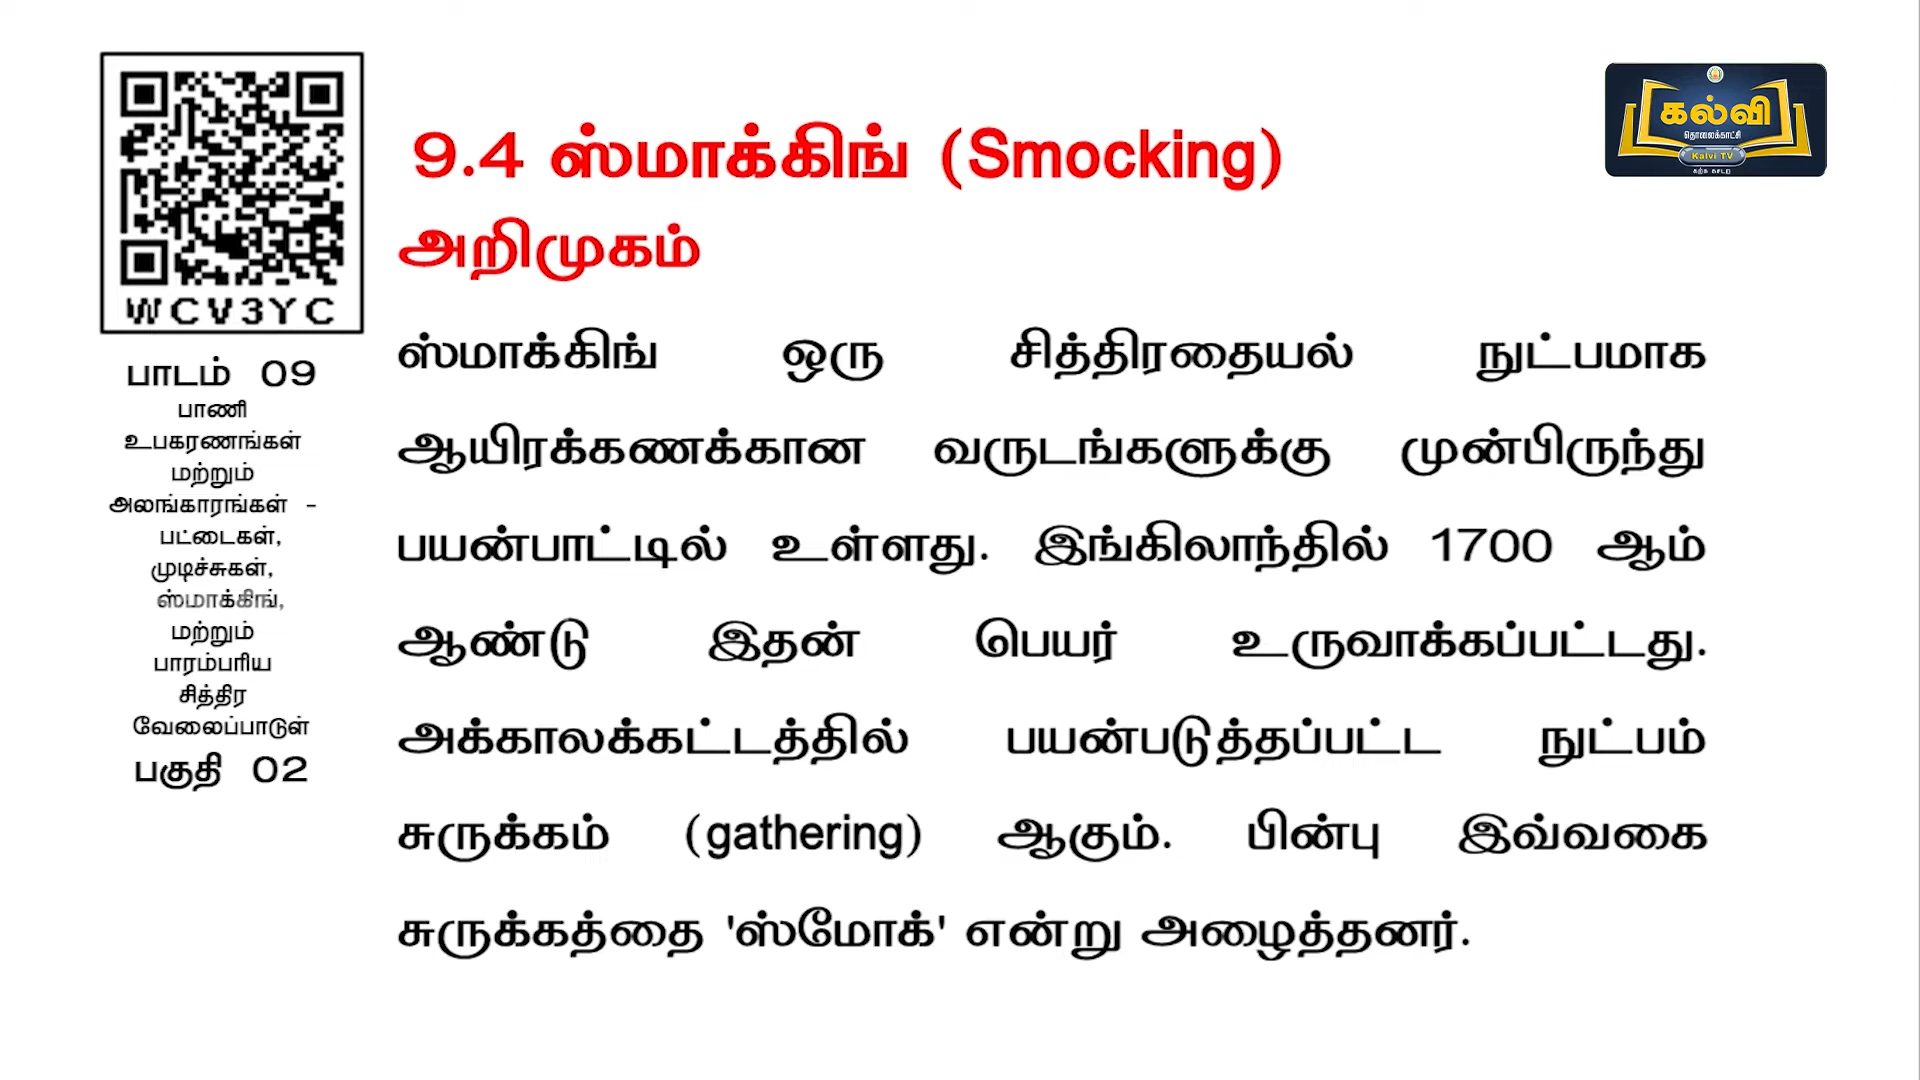 WCV3YC
பாடம் 09
பாணி
உபகரணங்கள்
மற்றும்
அலங்காரங்கள் -
பட்டைகள்,
முடிச்சுகள்,
ஸ்மாக்கிங்,
மற்றும்
பாரம்பரிய
சித்திர
வேலைப்பாடுள்
பகுதி 02
9.4 ஸ்மாக்கிங் (Smocking)
அறிமுகம்
ஸ்மாக்கிங் ஒரு சித்திரதையல் நுட்பமாக
ஆயிரக்கணக்கான வருடங்களுக்கு முன்பிருந்து
பயன்பாட்டில் உள்ளது. இங்கிலாந்தில் 1700 ஆம்
ஆண்டு இதன் பெயர் உருவாக்கப்பட்டது.
அக்காலக்கட்டத்தில் பயன்படுத்தப்பட்ட நுட்பம்
சுருக்கம் (gathering) ஆகும். பின்பு இவ்வகை
சுருக்கத்தை 'ஸ்மோக்' என்று அழைத்தனர்.
கல்வி
தொலைக்காட்சி
Kalvi TV
கற்க கசடற